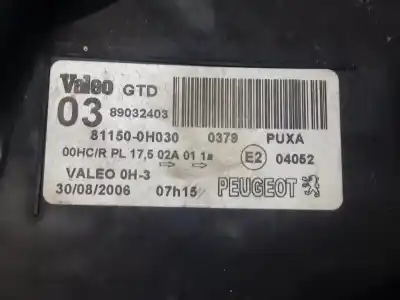 Valeo GTD
03 89032403
81150-0H030 0379 PUXA
00HC/R PL 17,5 02A 01 1a E2 04052
VALEO 0H-3
30/08/2006 07h15 PEUGEOT